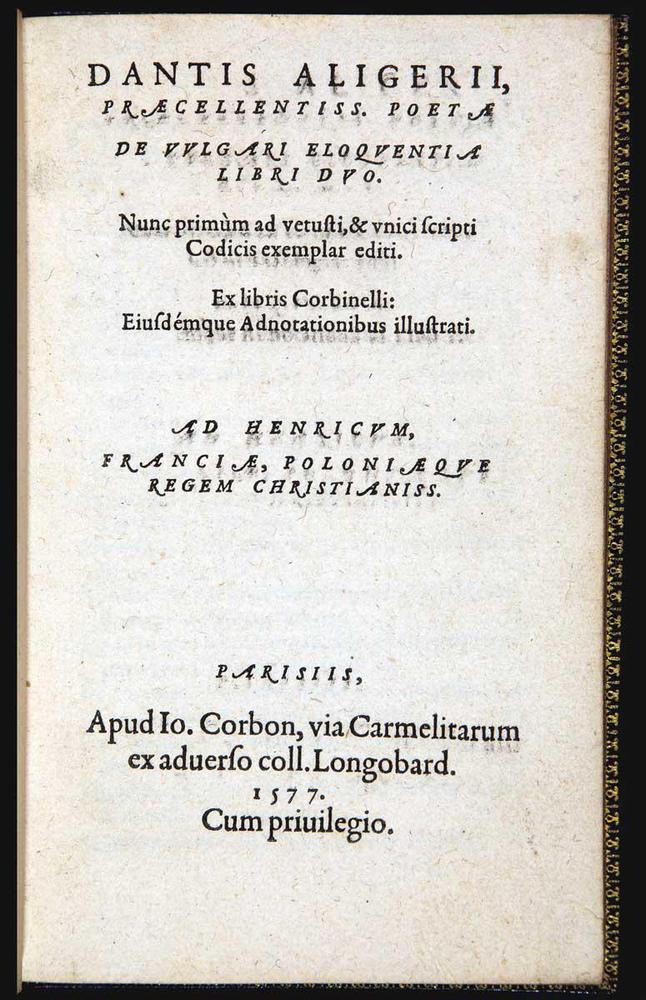 DANTIS ALIGERII,
PRÆCELLENTISS. POETÆ
DE VVLGARI ELOQVENTIA
LIBRI DVO.
Nunc primùm ad vetuſti, & vnici ſcripti
Codicis exemplar editi.
Ex libris Corbinelli:
Eiuſdémque Adnotationibus illuſtrati.
AD HENRICVM,
FRANCIÆ, POLONIÆQVE
REGEM CHRISTIANISS.
PARISIIS,
Apud Io. Corbon, via Carmelitarum
ex aduerſo coll. Longobard.
1577.
Cum priuilegio.